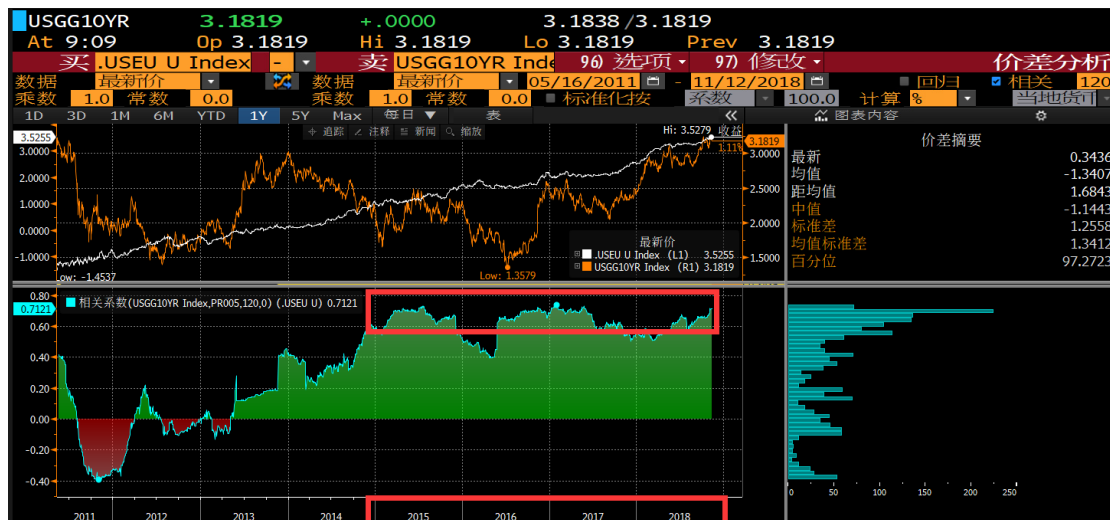 USGG10YR 3.1819 +.0000 3.1838 /3.1819
At 9:09 Op 3.1819 Hi 3.1819 Lo 3.1819 Prev 3.1819
买 .USEU U Index - 卖 USGG10YR Inde 96) 选项 97) 修改 价差分析
数据 最新价 数据 最新价 05/16/2011 - 11/12/2018 回归 相关 120
乘数 1.0 常数 0.0 乘数 1.0 常数 0.0 标准化按 系数 100.0 计算 % 当地货币
1D 3D 1M 6M YTD 1Y 5Y Max 每日 ▼ 表 « 图表内容
追踪 注释 新闻 缩放 Hi: 3.5279 收益
3.5255 3.1819
1.11%
3.0000 3.0000
2.0000 2.5000
1.0000 2.0000
0.0000
-1.0000 1.5000
Low: -1.4537
Low: 1.3579
最新价
.USEU U Index (L1) 3.5255
USGG10YR Index (R1) 3.1819
价差摘要
最新 0.3436
均值 -1.3407
距均值 1.6843
中值 -1.1443
标准差 1.2558
均值标准差 1.3412
百分位 97.2723
0.80
0.7121 相关系数(USGG10YR Index,PR005,120,0) (.USEU U) 0.7121
0.60
0.40
0.20
0.00
-0.20
-0.40
0 50 100 150 200 250
2011 2012 2013 2014 2015 2016 2017 2018